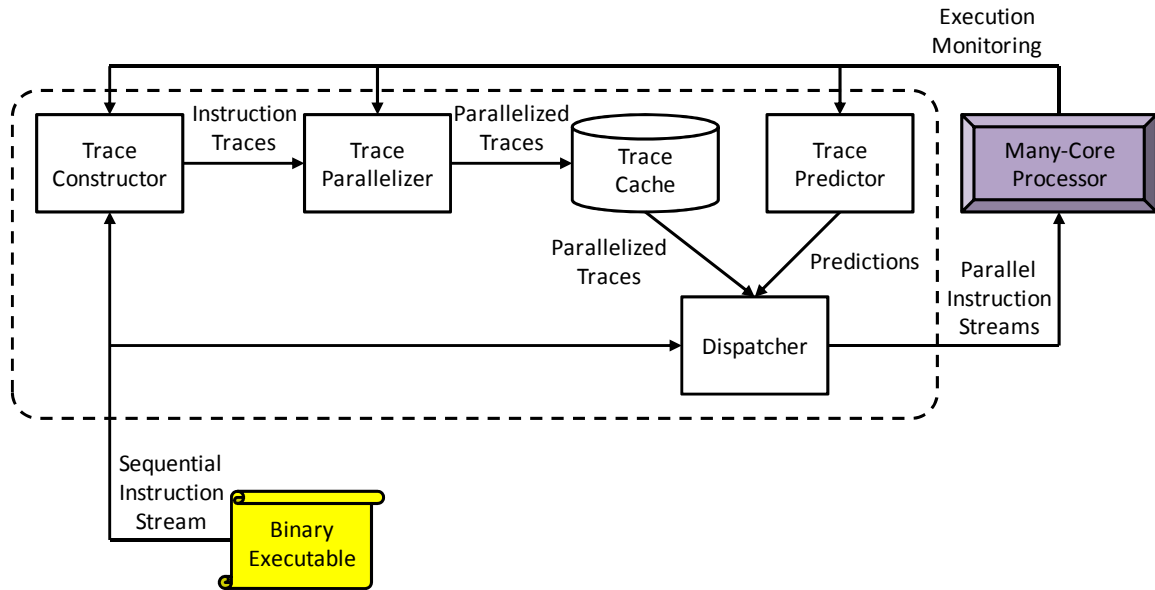 Execution
Monitoring
Instruction
Traces
Parallelized
Traces
Trace
Constructor
Trace
Parallelizer
Trace
Cache
Trace
Predictor
Many-Core
Processor
Parallelized
Traces
Predictions
Parallel
Instruction
Streams
Dispatcher
Sequential
Instruction
Stream
Binary
Executable